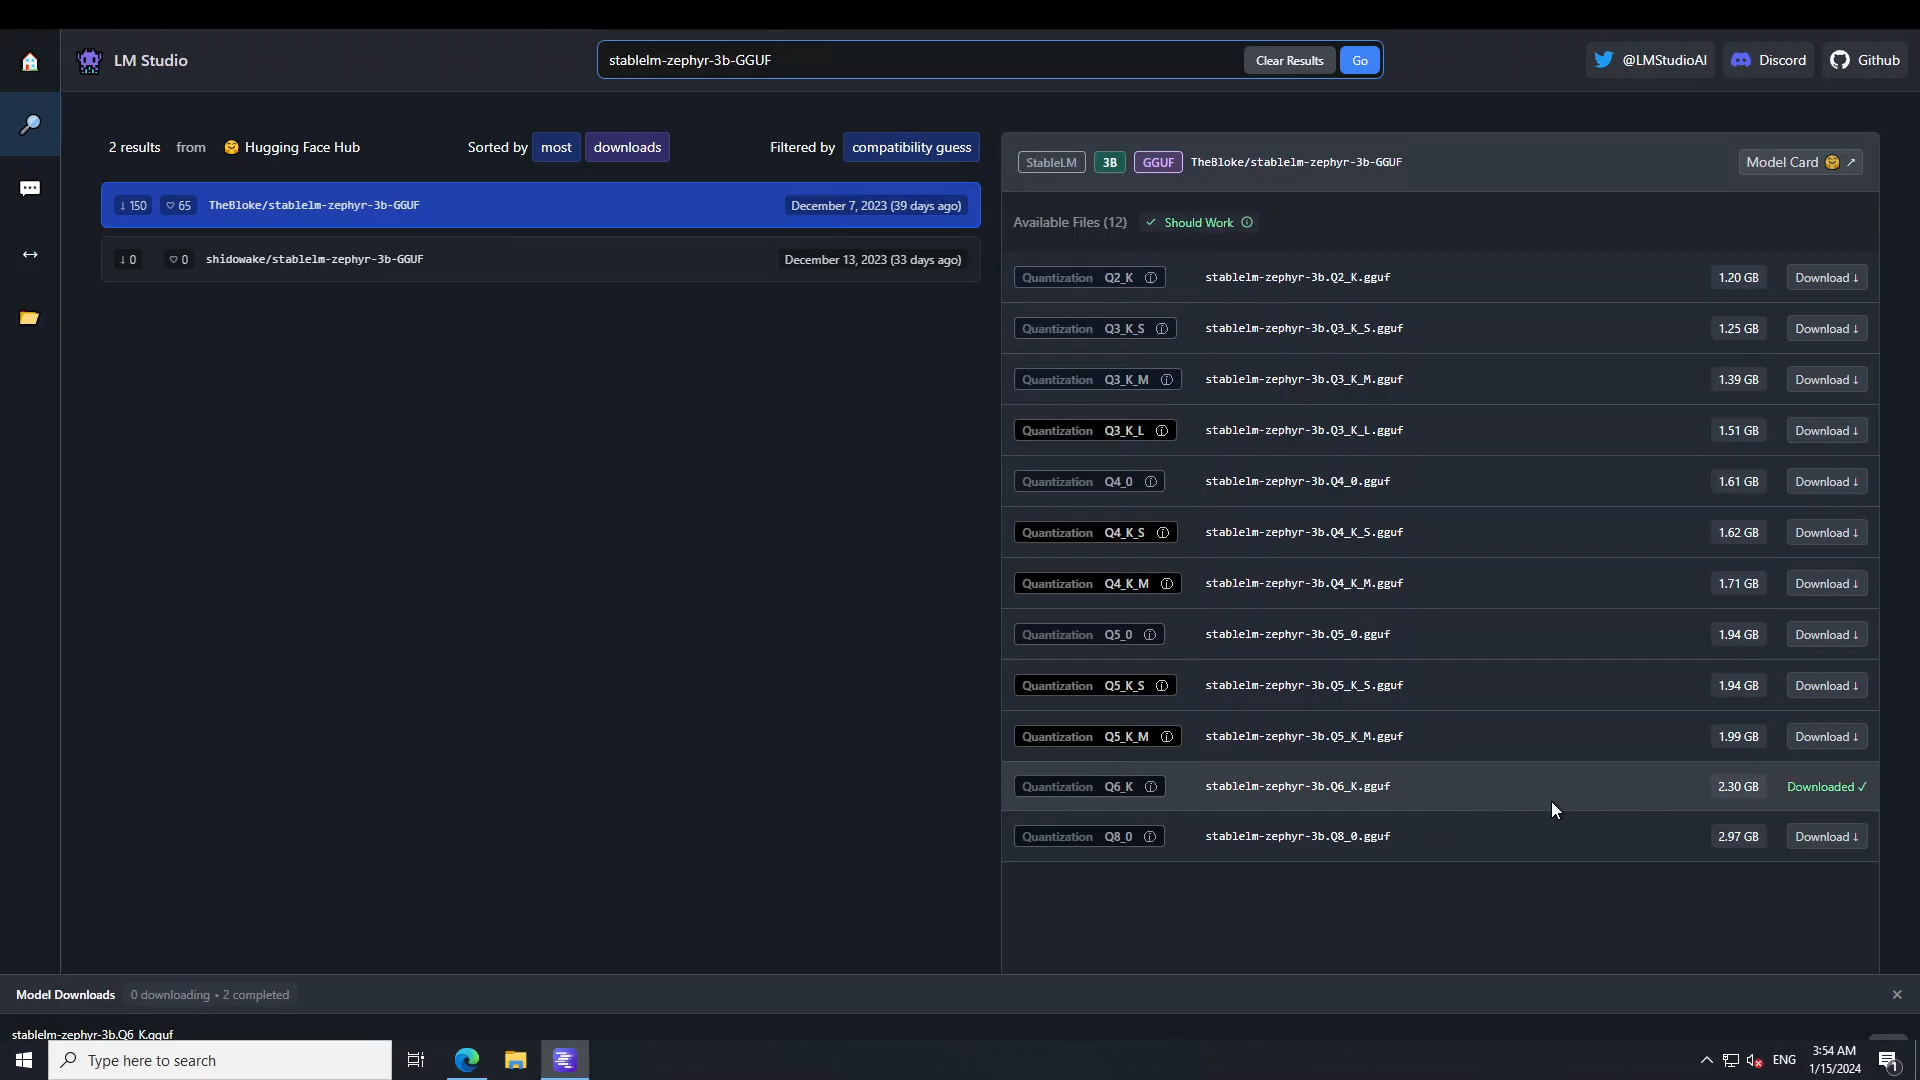 LM Studio
stablelm-zephyr-3b-GGUF
Clear Results
Go
@LMStudioAI
Discord
Github
2 results from Hugging Face Hub
Sorted by most downloads
Filtered by compatibility guess
↓ 150 ♡ 65 TheBloke/stablelm-zephyr-3b-GGUF December 7, 2023 (39 days ago)
↓ 0 ♡ 0 shidowake/stablelm-zephyr-3b-GGUF December 13, 2023 (33 days ago)
StableLM 3B GGUF TheBloke/stablelm-zephyr-3b-GGUF Model Card ↗
Available Files (12) ✓ Should Work
Quantization Q2_K stablelm-zephyr-3b.Q2_K.gguf 1.20 GB Download ↓
Quantization Q3_K_S stablelm-zephyr-3b.Q3_K_S.gguf 1.25 GB Download ↓
Quantization Q3_K_M stablelm-zephyr-3b.Q3_K_M.gguf 1.39 GB Download ↓
Quantization Q3_K_L stablelm-zephyr-3b.Q3_K_L.gguf 1.51 GB Download ↓
Quantization Q4_0 stablelm-zephyr-3b.Q4_0.gguf 1.61 GB Download ↓
Quantization Q4_K_S stablelm-zephyr-3b.Q4_K_S.gguf 1.62 GB Download ↓
Quantization Q4_K_M stablelm-zephyr-3b.Q4_K_M.gguf 1.71 GB Download ↓
Quantization Q5_0 stablelm-zephyr-3b.Q5_0.gguf 1.94 GB Download ↓
Quantization Q5_K_S stablelm-zephyr-3b.Q5_K_S.gguf 1.94 GB Download ↓
Quantization Q5_K_M stablelm-zephyr-3b.Q5_K_M.gguf 1.99 GB Download ↓
Quantization Q6_K stablelm-zephyr-3b.Q6_K.gguf 2.30 GB Downloaded ✓
Quantization Q8_0 stablelm-zephyr-3b.Q8_0.gguf 2.97 GB Download ↓
Model Downloads 0 downloading • 2 completed
stablelm-zephyr-3b.Q6_K.gguf
Type here to search
ENG
3:54 AM
1/15/2024
1